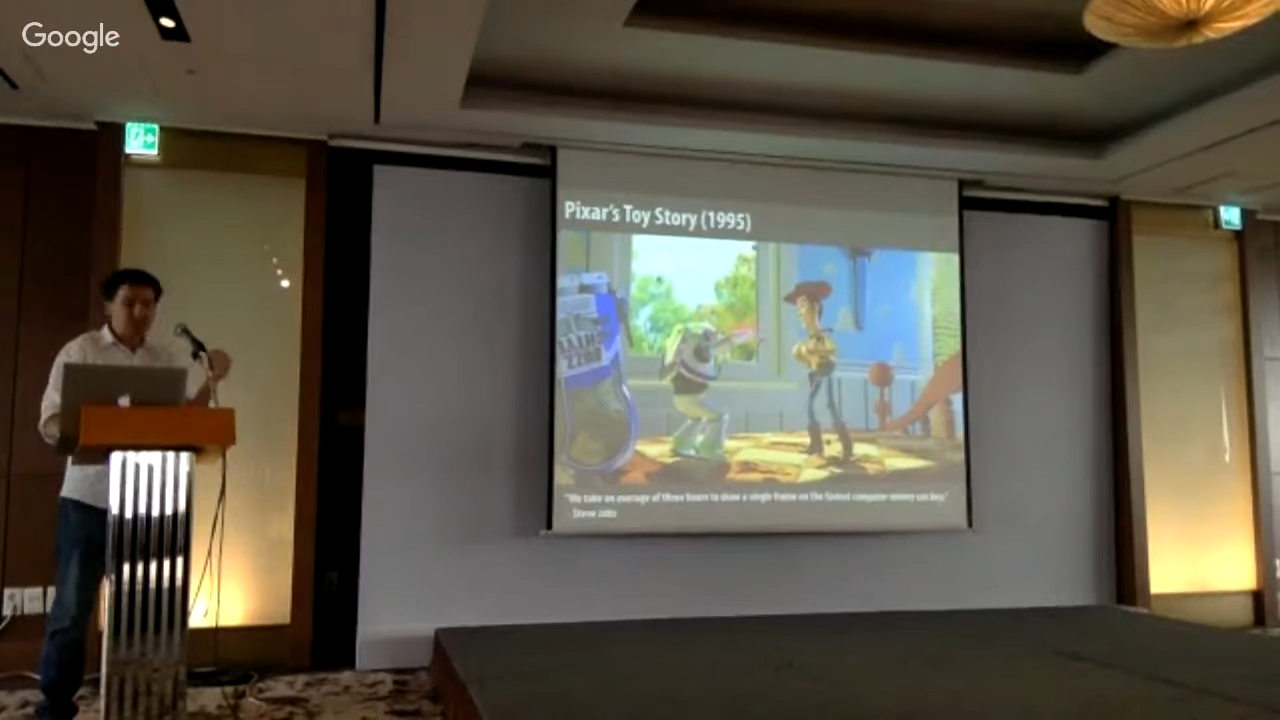 Google
Pixar's Toy Story (1995)
"We take an average of three hours to draw a single frame on the fastest computer money can buy."
- Steve Jobs